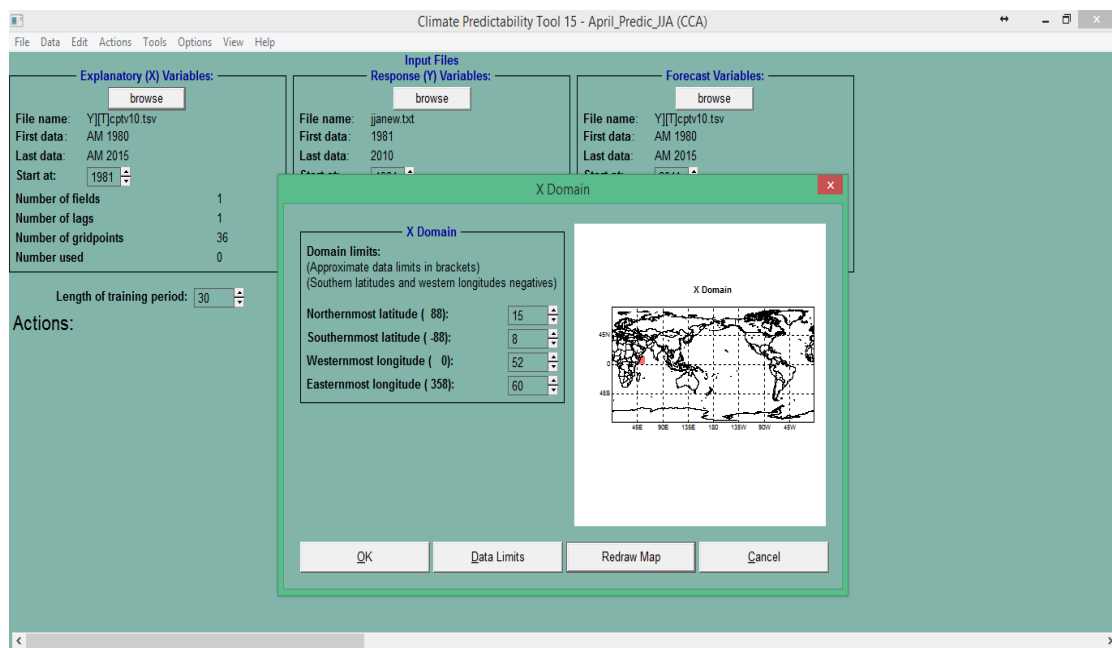 Climate Predictability Tool 15 - April_Predic_JJA (CCA)
File Data Edit Actions Tools Options View Help
Input Files
Explanatory (X) Variables:
browse
File name: Y][T]cptv10.tsv
First data: AM 1980
Last data: AM 2015
Start at: 1981
Number of fields 1
Number of lags 1
Number of gridpoints 36
Number used 0
Response (Y) Variables:
browse
File name: jjanew.txt
First data: 1981
Last data: 2010
Forecast Variables:
browse
File name: Y][T]cptv10.tsv
First data: AM 1980
Last data: AM 2015
Length of training period: 30
Actions:
X Domain
X
X Domain
Domain limits:
(Approximate data limits in brackets)
(Southern latitudes and western longitudes negatives)
Northernmost latitude ( 88): 15
Southernmost latitude ( -88): 8
Westernmost longitude ( 0): 52
Easternmost longitude ( 358): 60
X Domain
45N
0
45S
45E 90E 135E 180 135W 90W 45W
OK Data Limits Redraw Map Cancel